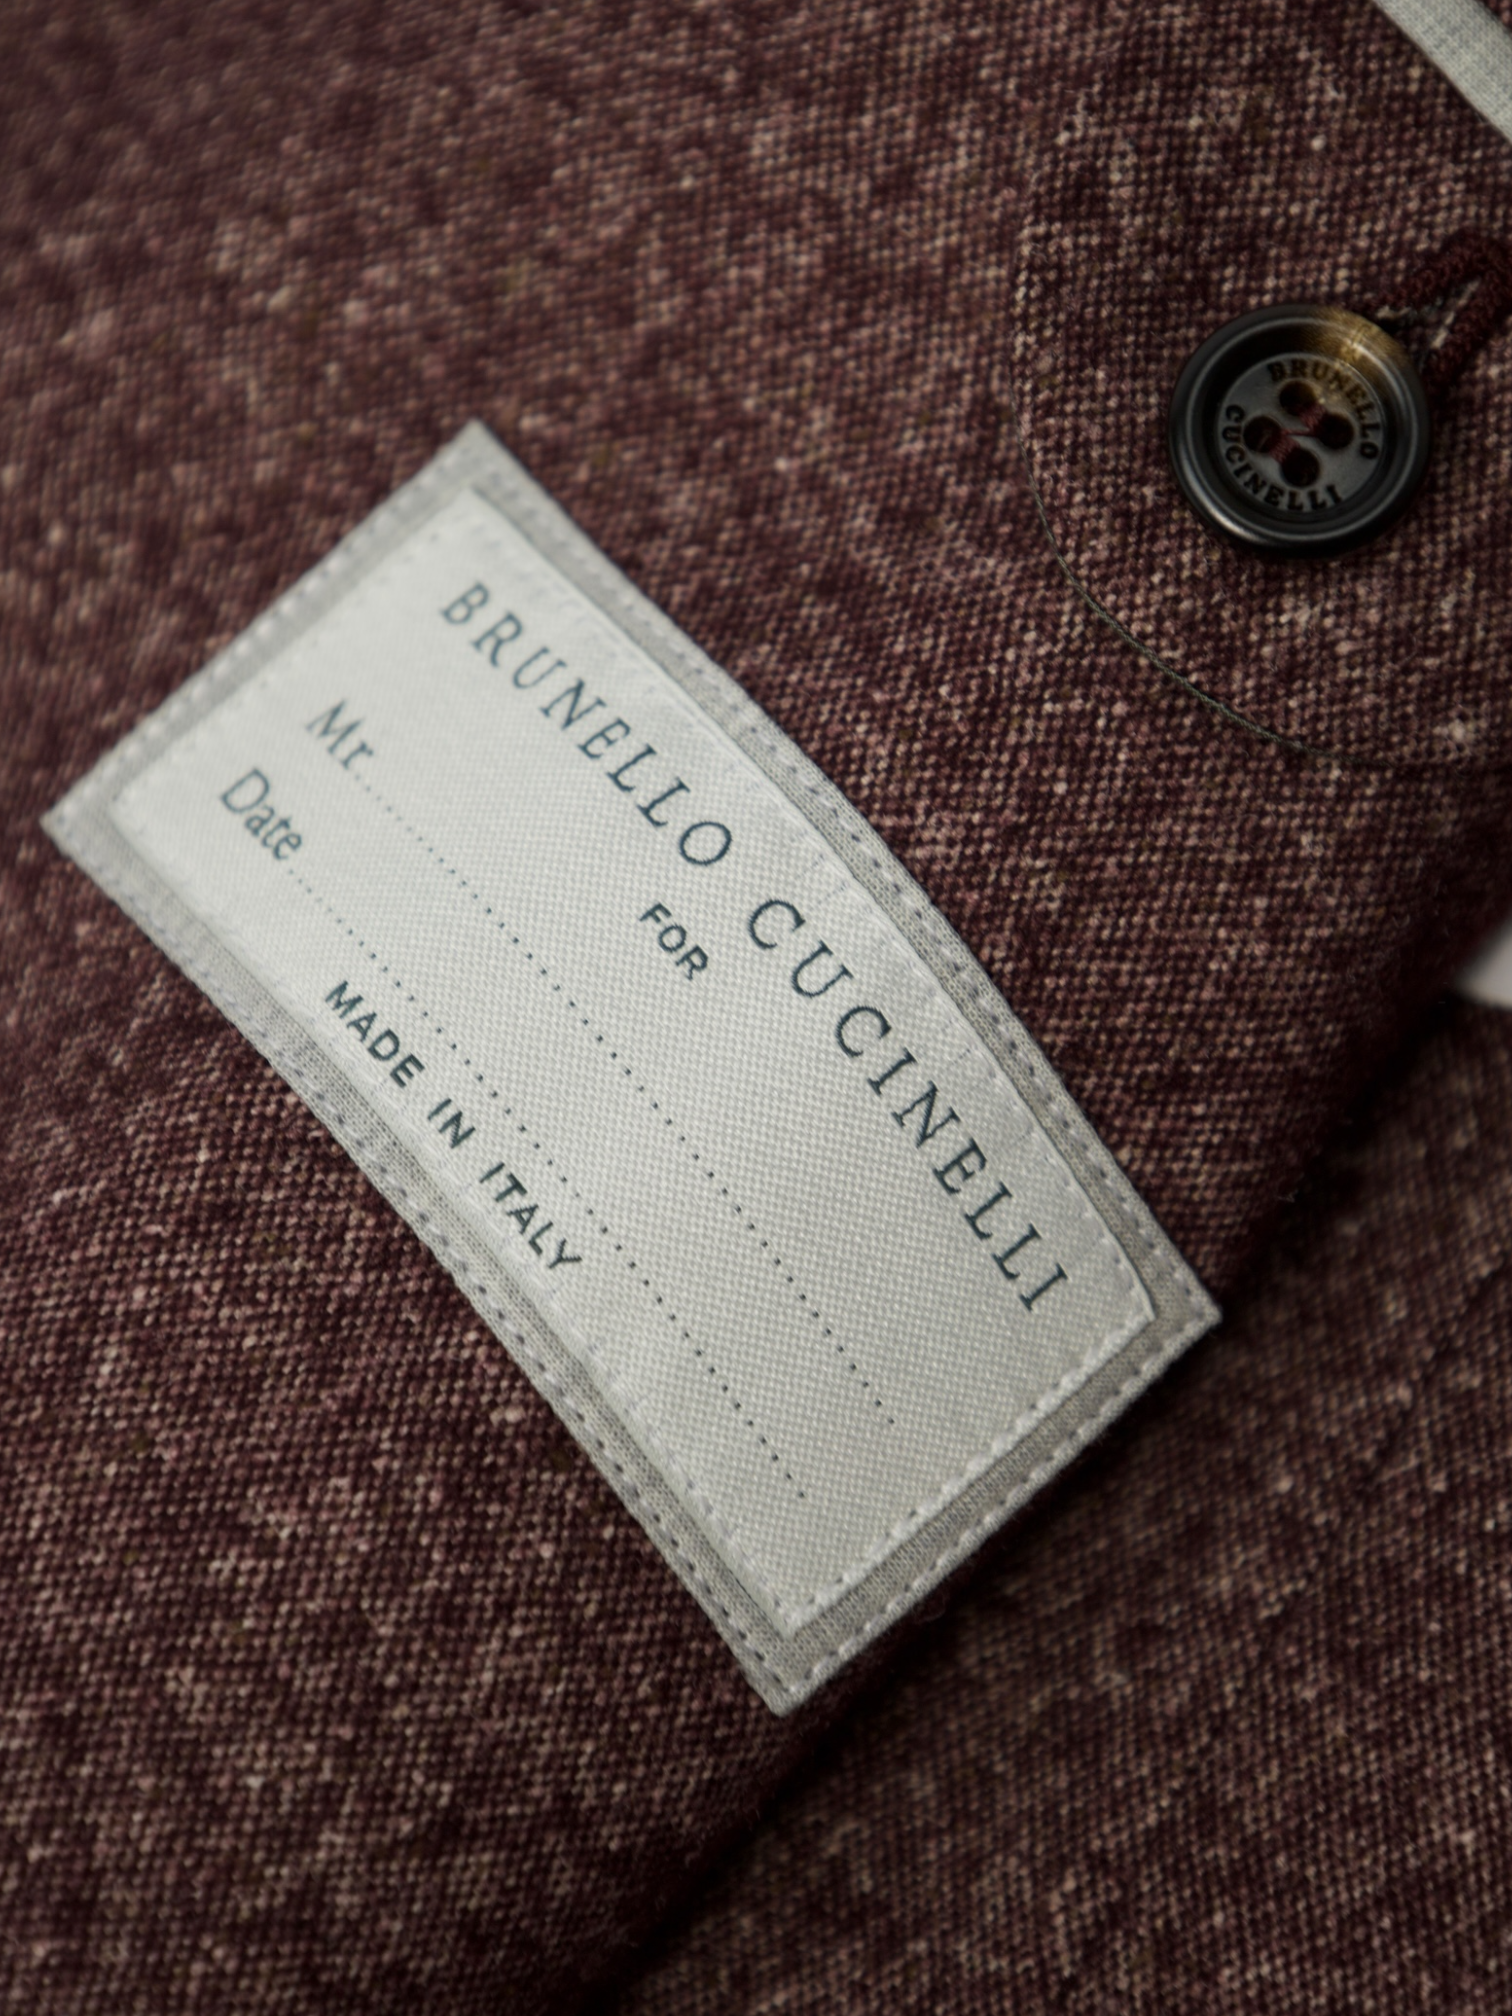 BRUNELLO CUCINELLI
FOR
Mr.
Date
MADE IN ITALY
BRUNELLO
CUCINELLI